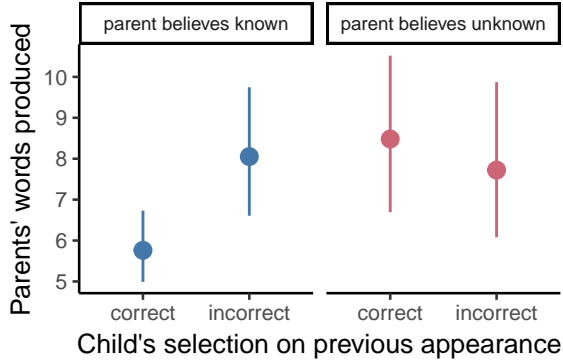 parent believes known
parent believes unknown
Parents' words produced
10
9
8
7
6
5
correct
incorrect
correct
incorrect
Child's selection on previous appearance